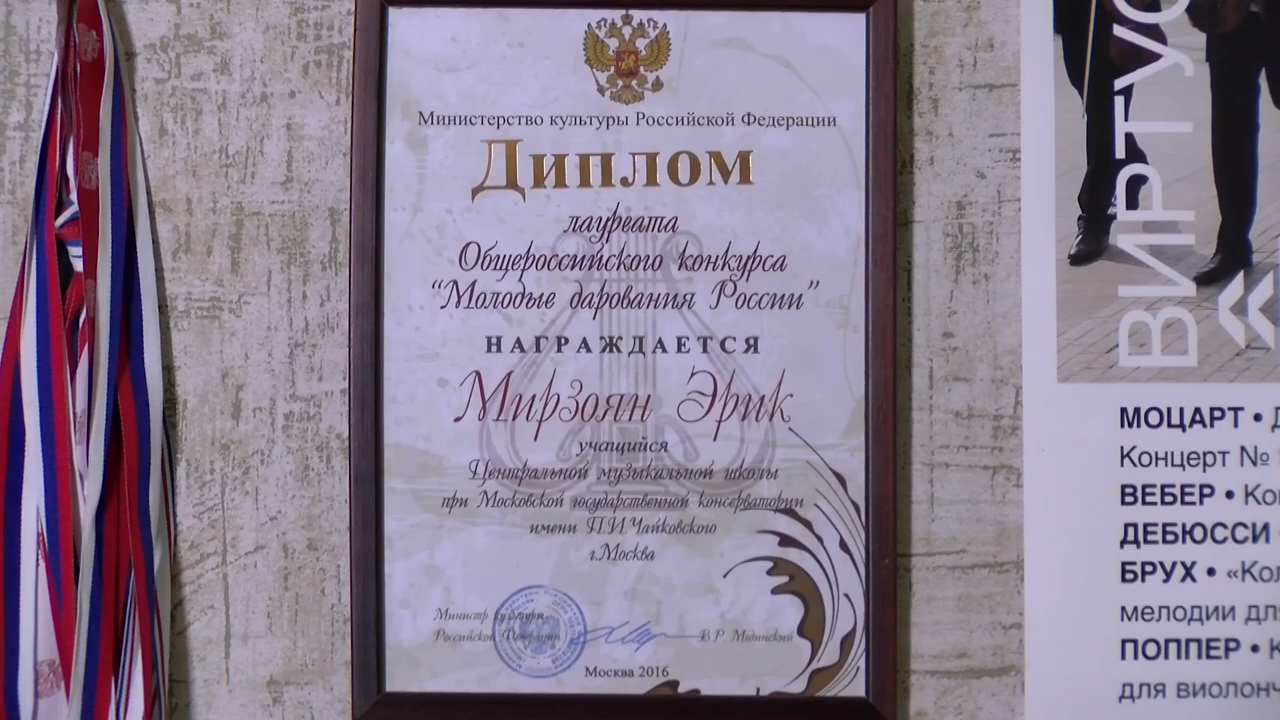 Министерство культуры Российской Федерации
Диплом
лауреата
Общероссийского конкурса
“Молодые дарования России”
НАГРАЖДАЕТСЯ
Мирзоян Эрик
учащийся
Центральной музыкальной школы
при Московской государственной консерватории
имени П.И.Чайковского
г.Москва
Министр культуры
Российской Федерации
В.Р. Мединский
Москва 2016
ВИРТУО
МОЦАРТ •
Концерт №
ВЕБЕР • Ко
ДЕБЮССИ
БРУХ • «Кол
мелодии дл
ПОППЕР • К
для виолонч